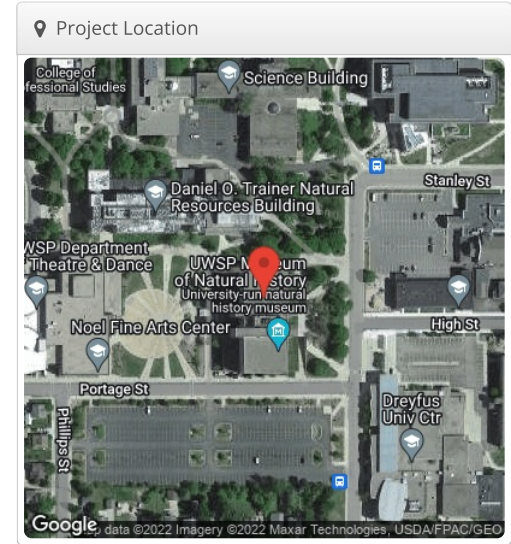 Project Location
College of
fessional Studies
Science Building
Stanley St
Daniel O. Trainer Natural
Resources Building
WSP Department
Theatre & Dance
UWSP M um
of Natural History
University-run natural
history museum
Noel Fine Arts Center
High St
Portage St
Dreyfus
Univ Ctr
Phillips St
Google
p data ©2022 Imagery ©2022 Maxar Technologies, USDA/FPAC/GEO